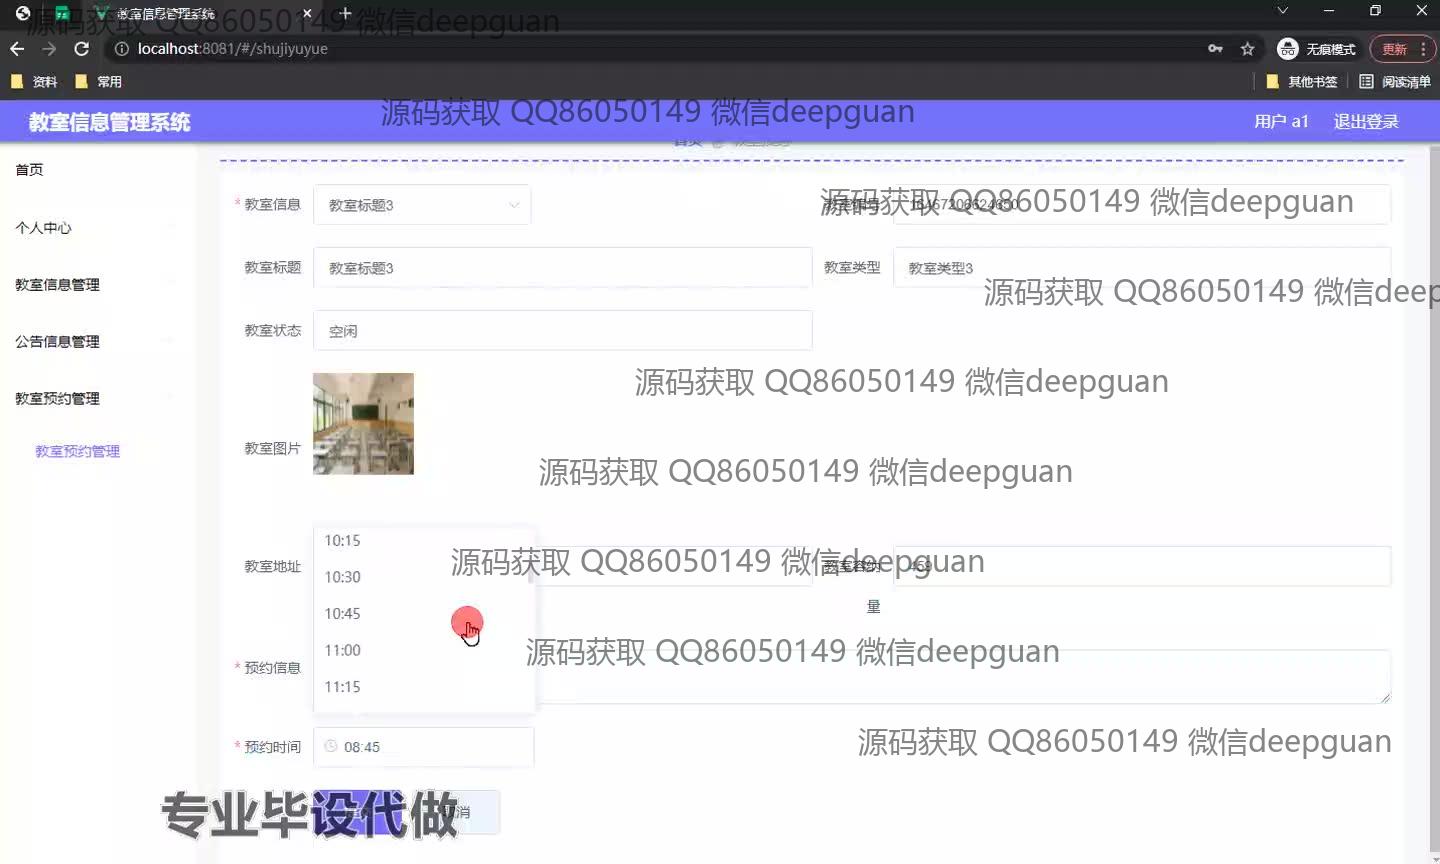 教室信息管理系统
源码获取 QQ86050149 微信deepguan
localhost:8081/#/shujiyuyue
无痕模式
更新
资料
常用
其他书签
阅读清单
教室信息管理系统
源码获取 QQ86050149 微信deepguan
用户 a1
退出登录
首页
首页
个人中心
教室信息管理
公告信息管理
教室预约管理
教室预约管理
* 教室信息
教室标题3
教室编号
源码获取 QQ86050149 微信deepguan
教室标题
教室标题3
教室类型
教室类型3
源码获取 QQ86050149 微信deep
教室状态
空闲
源码获取 QQ86050149 微信deepguan
教室图片
源码获取 QQ86050149 微信deepguan
10:15
10:30
10:45
11:00
11:15
教室地址
源码获取 QQ86050149 微信deepguan
教室容纳
量
* 预约信息
源码获取 QQ86050149 微信deepguan
* 预约时间
08:45
源码获取 QQ86050149 微信deepguan
专业毕设代做
取消